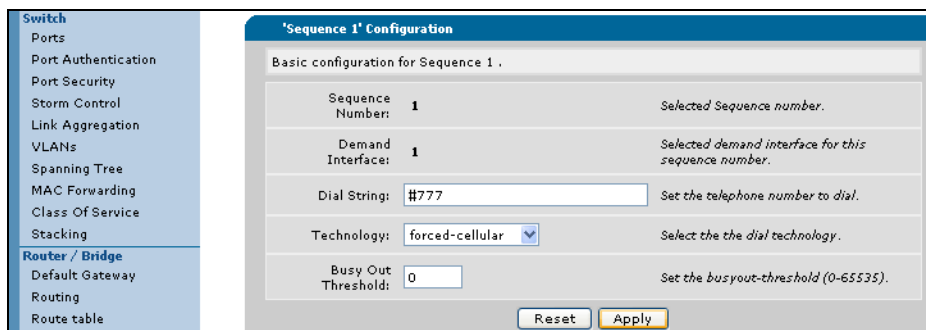 Switch
Ports
Port Authentication
Port Security
Storm Control
Link Aggregation
VLANs
Spanning Tree
MAC Forwarding
Class Of Service
Stacking
Router / Bridge
Default Gateway
Routing
Route table
'Sequence 1' Configuration
Basic configuration for Sequence 1 .
Sequence
Number:
1
Selected Sequence number.
Demand
Interface:
1
Selected demand interface for this
sequence number.
Dial String:
#777
Set the telephone number to dial.
Technology:
forced-cellular
Select the the dial technology.
Busy Out
Threshold:
0
Set the busyout-threshold (0-65535).
Reset
Apply